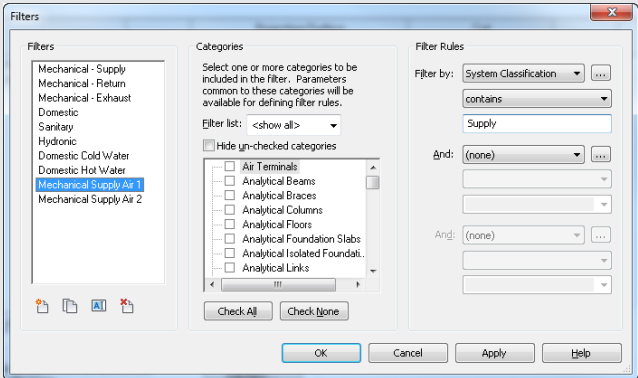 Filters
Filters
Mechanical - Supply
Mechanical - Return
Mechanical - Exhaust
Domestic
Sanitary
Hydronic
Domestic Cold Water
Domestic Hot Water
Mechanical Supply Air 1
Mechanical Supply Air 2
Categories
Select one or more categories to be
included in the filter. Parameters
common to these categories will be
available for defining filter rules.
Filter list: <show all>
Hide un-checked categories
Air Terminals
Analytical Beams
Analytical Braces
Analytical Columns
Analytical Floors
Analytical Foundation Slabs
Analytical Isolated Foundati..
Analytical Links
Check All Check None
Filter Rules
Filter by: System Classification ...
contains
Supply
And: (none) ...
And: (none) ...
OK Cancel Apply Help